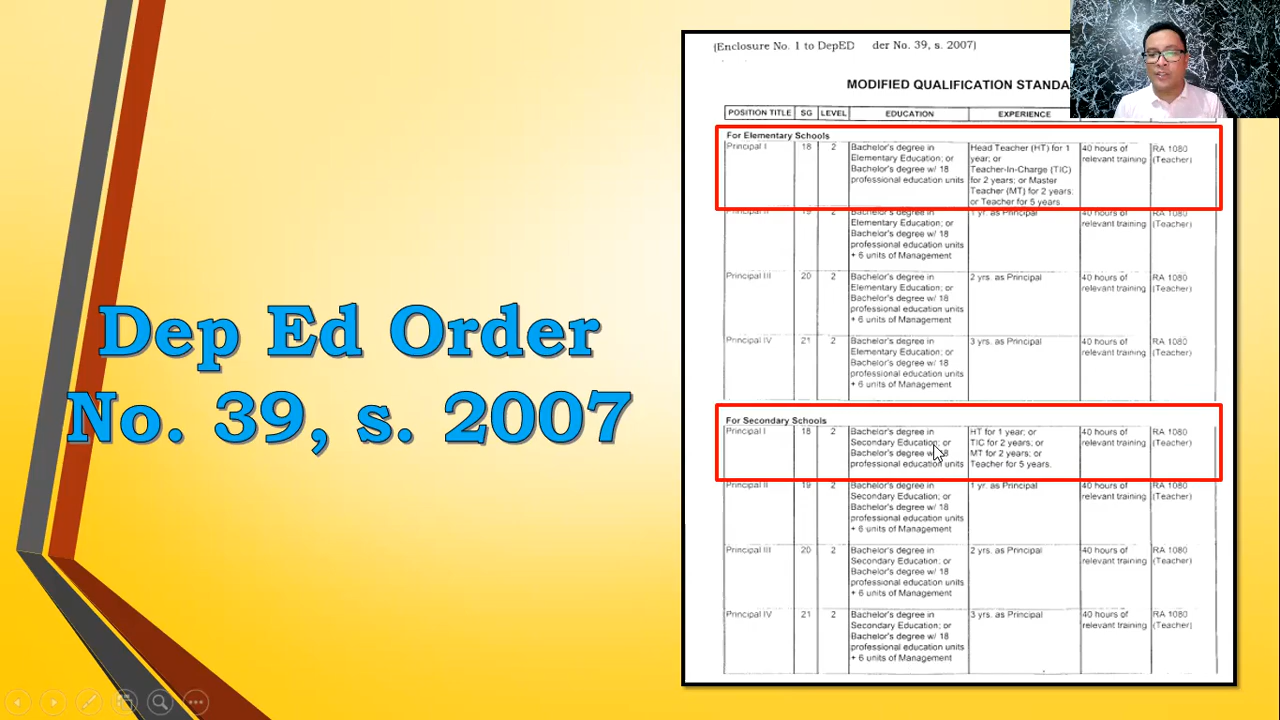 Dep Ed Order
No. 39, s. 2007
(Enclosure No. 1 to DepED der No. 39, s. 2007)
MODIFIED QUALIFICATION STANDA
POSITION TITLE SG LEVEL EDUCATION EXPERIENCE
For Elementary Schools
Principal I 18 2 Bachelor's degree in Head Teacher (HT) for 1 40 hours of RA 1080
Elementary Education; or year; or relevant training (Teacher)
Bachelor's degree w/ 18 Teacher-In-Charge (TIC)
professional education units for 2 years; or Master
Teacher (MT) for 2 years;
or Teacher for 5 years
Principal II 19 2 Bachelor's degree in 1 yr. as Principal 40 hours of RA 1080
Elementary Education; or relevant training (Teacher)
Bachelor's degree w/ 18
professional education units
+ 6 units of Management
Principal III 20 2 Bachelor's degree in 2 yrs. as Principal 40 hours of RA 1080
Elementary Education; or relevant training (Teacher)
Bachelor's degree w/ 18
professional education units
+ 6 units of Management
Principal IV 21 2 Bachelor's degree in 3 yrs. as Principal 40 hours of RA 1080
Elementary Education; or relevant training (Teacher)
Bachelor's degree w/ 18
professional education units
+ 6 units of Management
For Secondary Schools
Principal I 18 2 Bachelor's degree in HT for 1 year; or 40 hours of RA 1080
Secondary Education; or TIC for 2 years; or relevant training (Teacher)
Bachelor's degree w/ 18 MT for 2 years; or
professional education units Teacher for 5 years.
Principal II 19 2 Bachelor's degree in 1 yr. as Principal 40 hours of RA 1080
Secondary Education; or relevant training (Teacher)
Bachelor's degree w/ 18
professional education units
+ 6 units of Management
Principal III 20 2 Bachelor's degree in 2 yrs. as Principal 40 hours of RA 1080
Secondary Education; or relevant training (Teacher)
Bachelor's degree w/ 18
professional education units
+ 6 units of Management
Principal IV 21 2 Bachelor's degree in 3 yrs. as Principal 40 hours of RA 1080
Secondary Education; or relevant training (Teacher)
Bachelor's degree w/ 18
professional education units
+ 6 units of Management